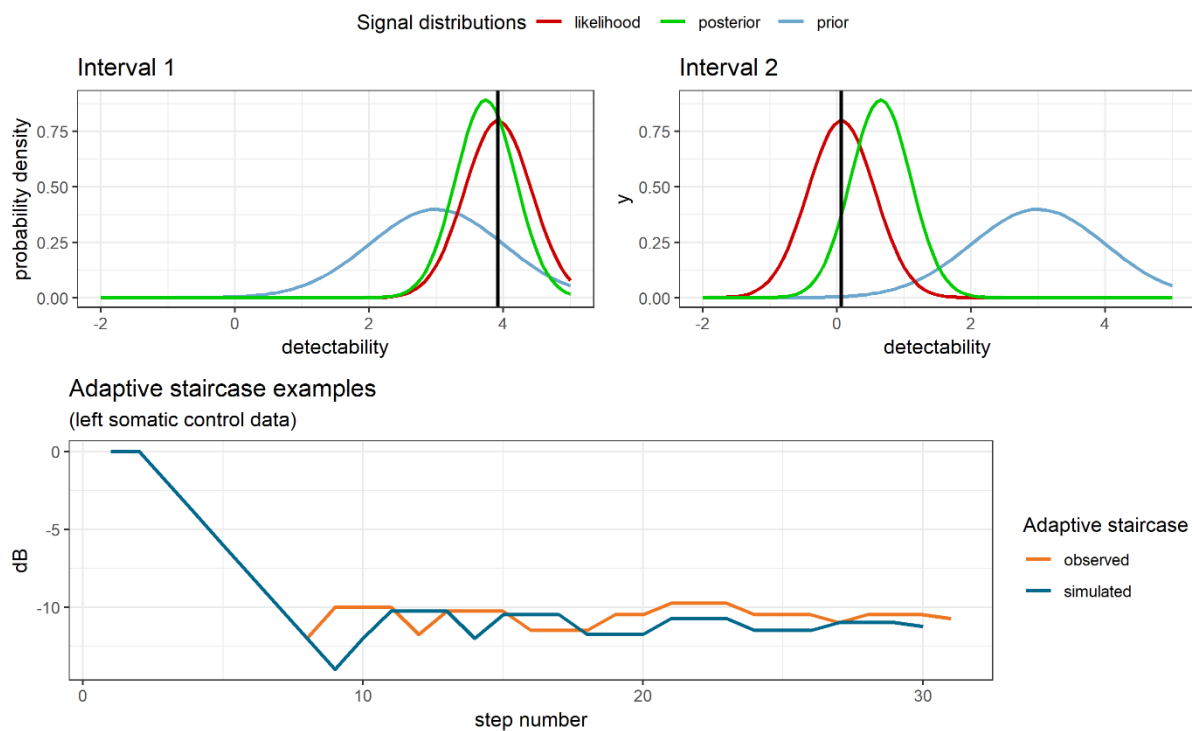 Signal distributions likelihood posterior prior
Interval 1
probability density
0.75
0.50
0.25
0.00
-2 0 2 4
detectability
Interval 2
y
0.75
0.50
0.25
0.00
-2 0 2 4
detectability
Adaptive staircase examples
(left somatic control data)
dB
0
-5
-10
0 10 20 30
step number
Adaptive staircase
observed
simulated